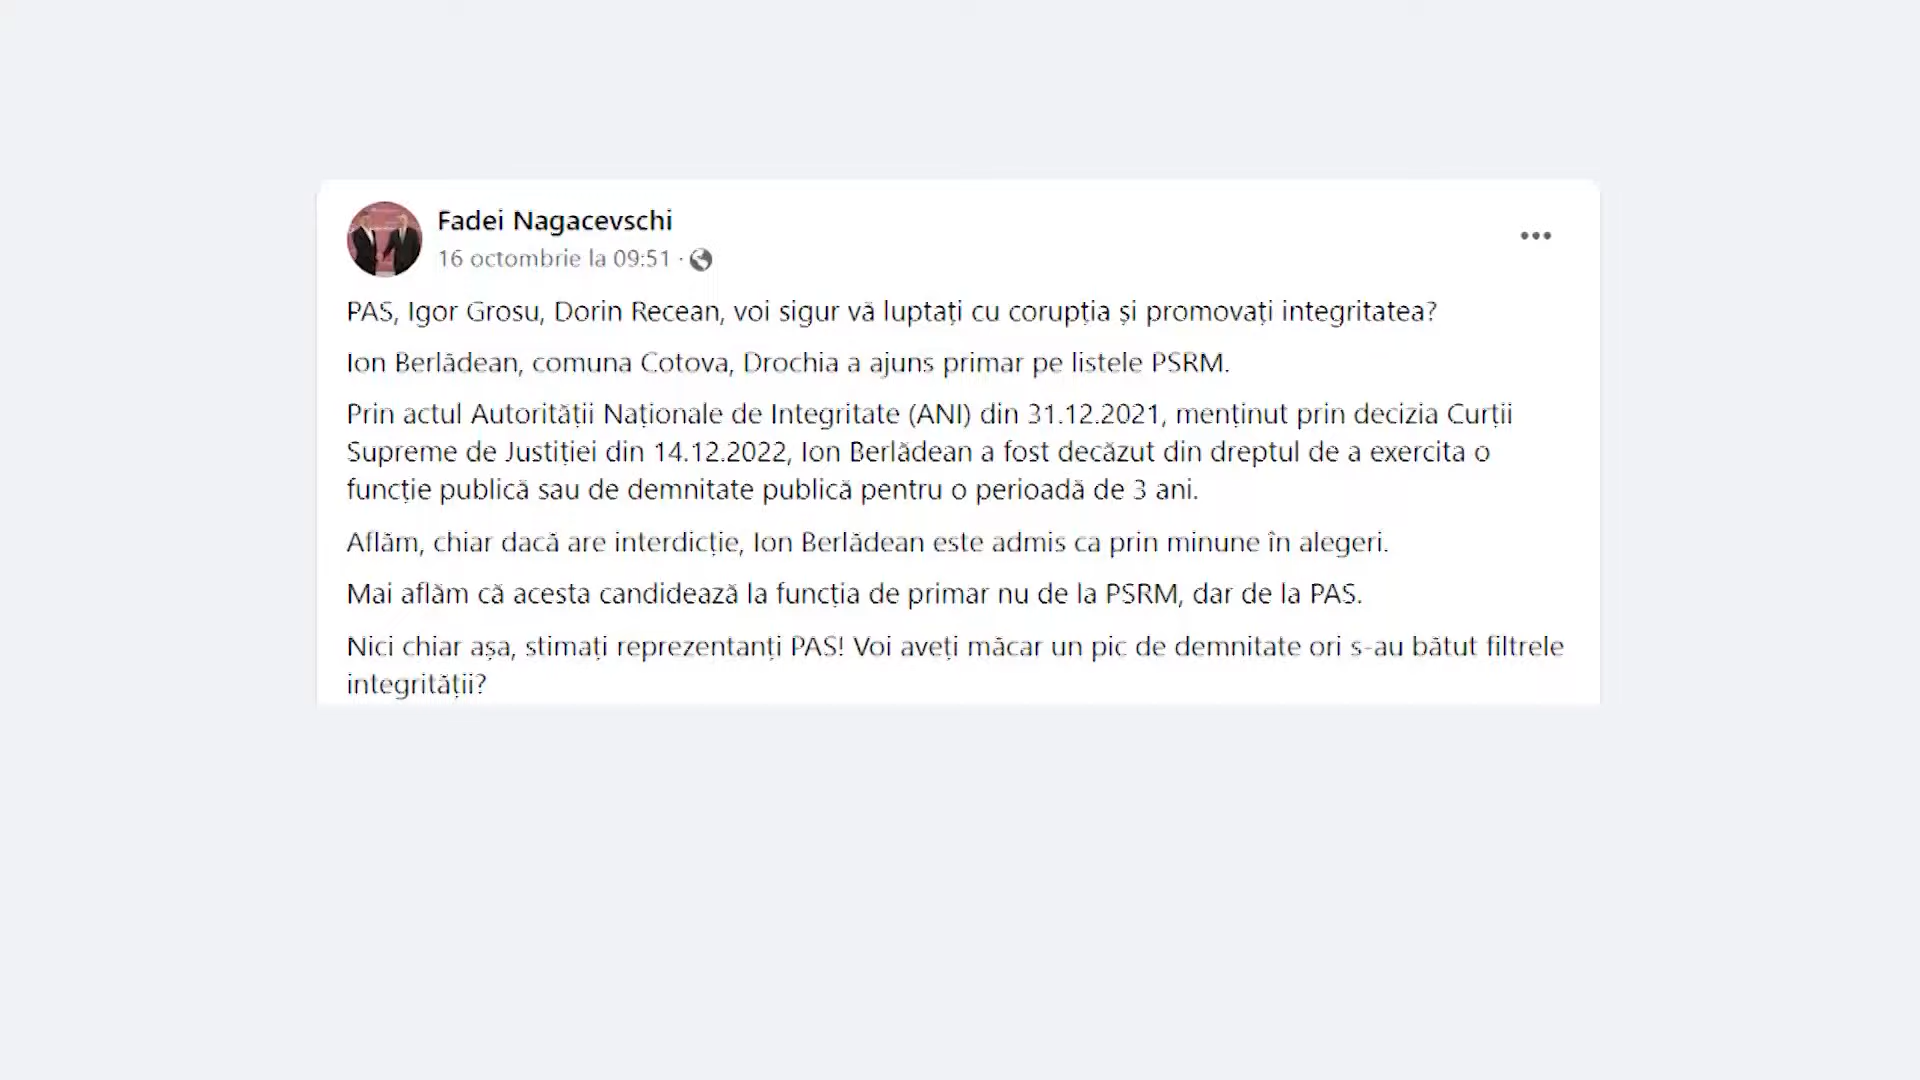 Fadei Nagacevschi
16 octombrie la 09:51 ·
PAS, Igor Grosu, Dorin Recean, voi sigur vă luptați cu corupția și promovați integritatea?
Ion Berlădean, comuna Cotova, Drochia a ajuns primar pe listele PSRM.
Prin actul Autorității Naționale de Integritate (ANI) din 31.12.2021, menținut prin decizia Curții
Supreme de Justiției din 14.12.2022, Ion Berlădean a fost decăzut din dreptul de a exercita o
funcție publică sau de demnitate publică pentru o perioadă de 3 ani.
Aflăm, chiar dacă are interdicție, Ion Berlădean este admis ca prin minune în alegeri.
Mai aflăm că acesta candidează la funcția de primar nu de la PSRM, dar de la PAS.
Nici chiar așa, stimați reprezentanți PAS! Voi aveți măcar un pic de demnitate ori s-au bătut filtrele
integrității?